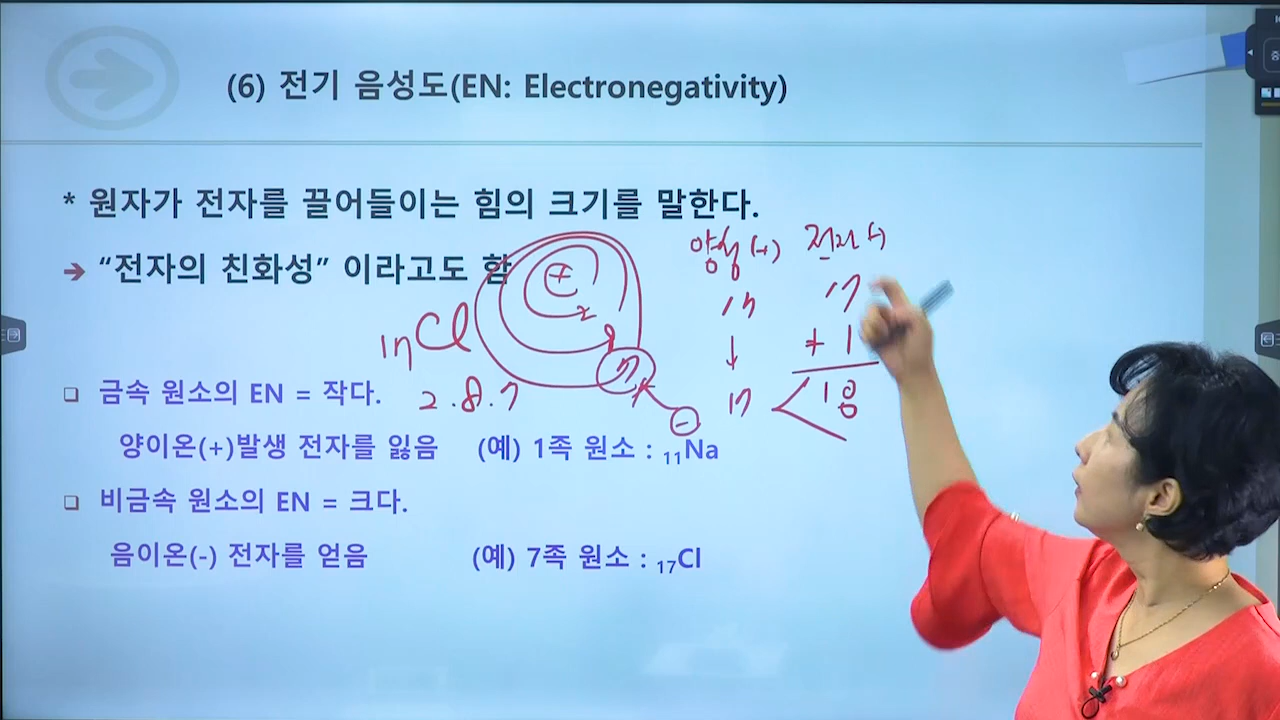 (6) 전기 음성도(EN: Electronegativity)
* 원자가 전자를 끌어들이는 힘의 크기를 말한다.
➔ “전자의 친화성” 이라고도 함
양성(+) 전자(-)
+
2
8
7
17Cl
2.8.7
-
17 17
↓ + 1
17 < 18
❑ 금속 원소의 EN = 작다.
양이온(+)발생 전자를 잃음 (예) 1족 원소 : ₁₁Na
❑ 비금속 원소의 EN = 크다.
음이온(-) 전자를 얻음 (예) 7족 원소 : ₁₇Cl